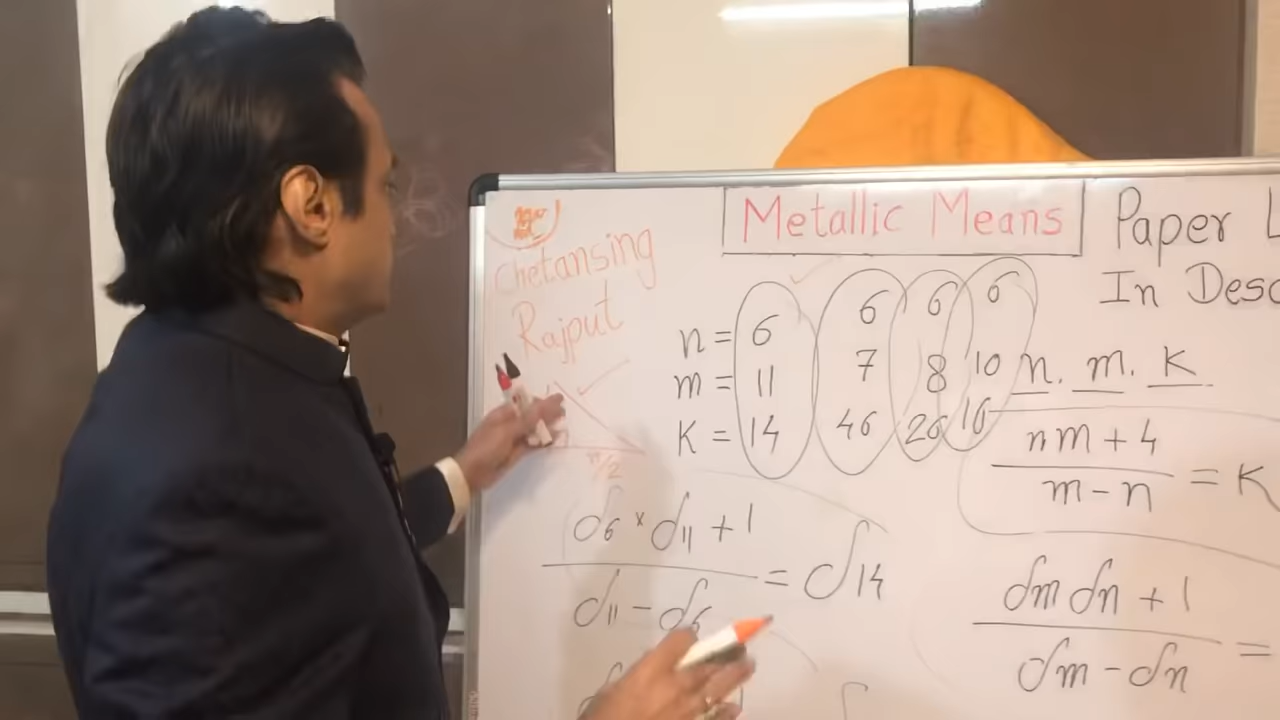 Metallic Means
Paper L
In Desc
Chetansing
Rajput
n = 6 6 6 6
m = 11 7 8 10
K = 14 46 26 16
n. m. K
nm + 4
m - n
= K
π/2
δ6 × δ11 + 1
δ11 - δ6
= δ14
δm δn + 1
δm - δn
=